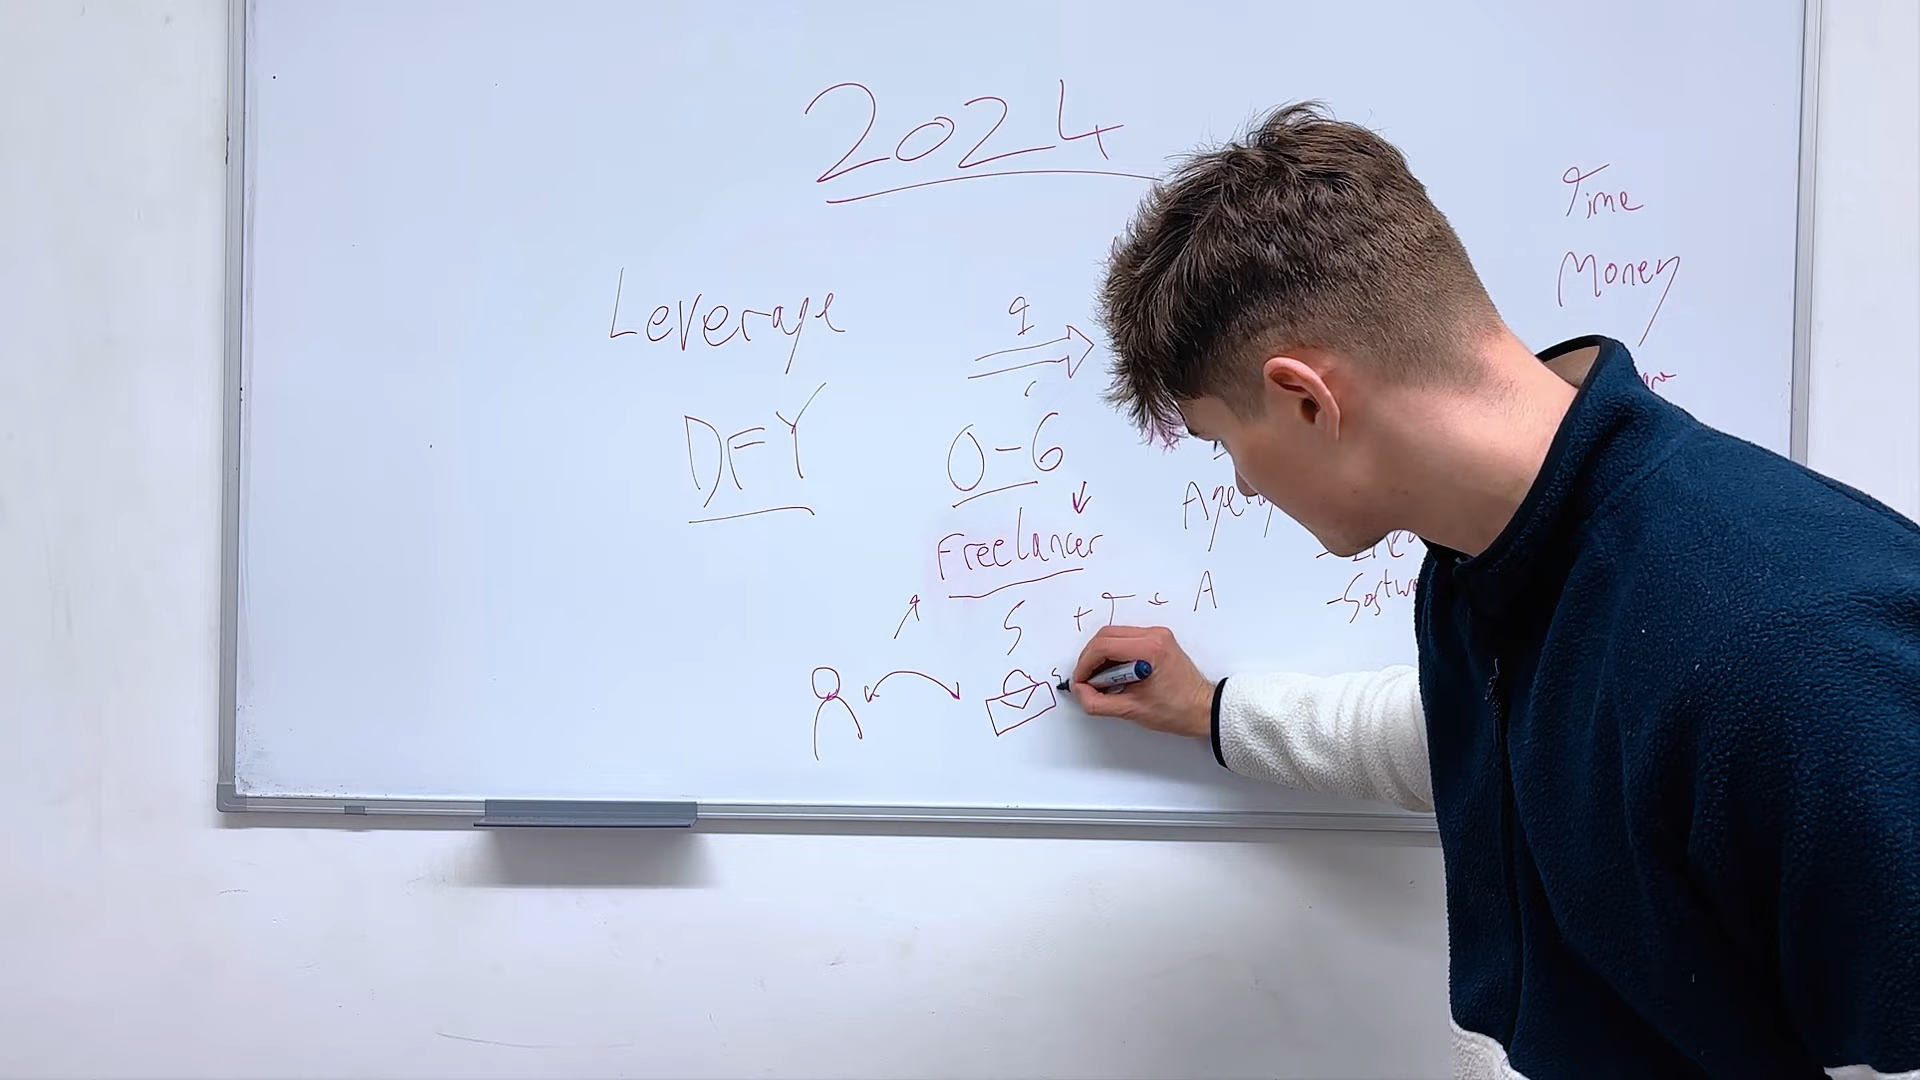 2024
Time
Money
Leverage
DFY
0-6
Freelancer
S + T = A